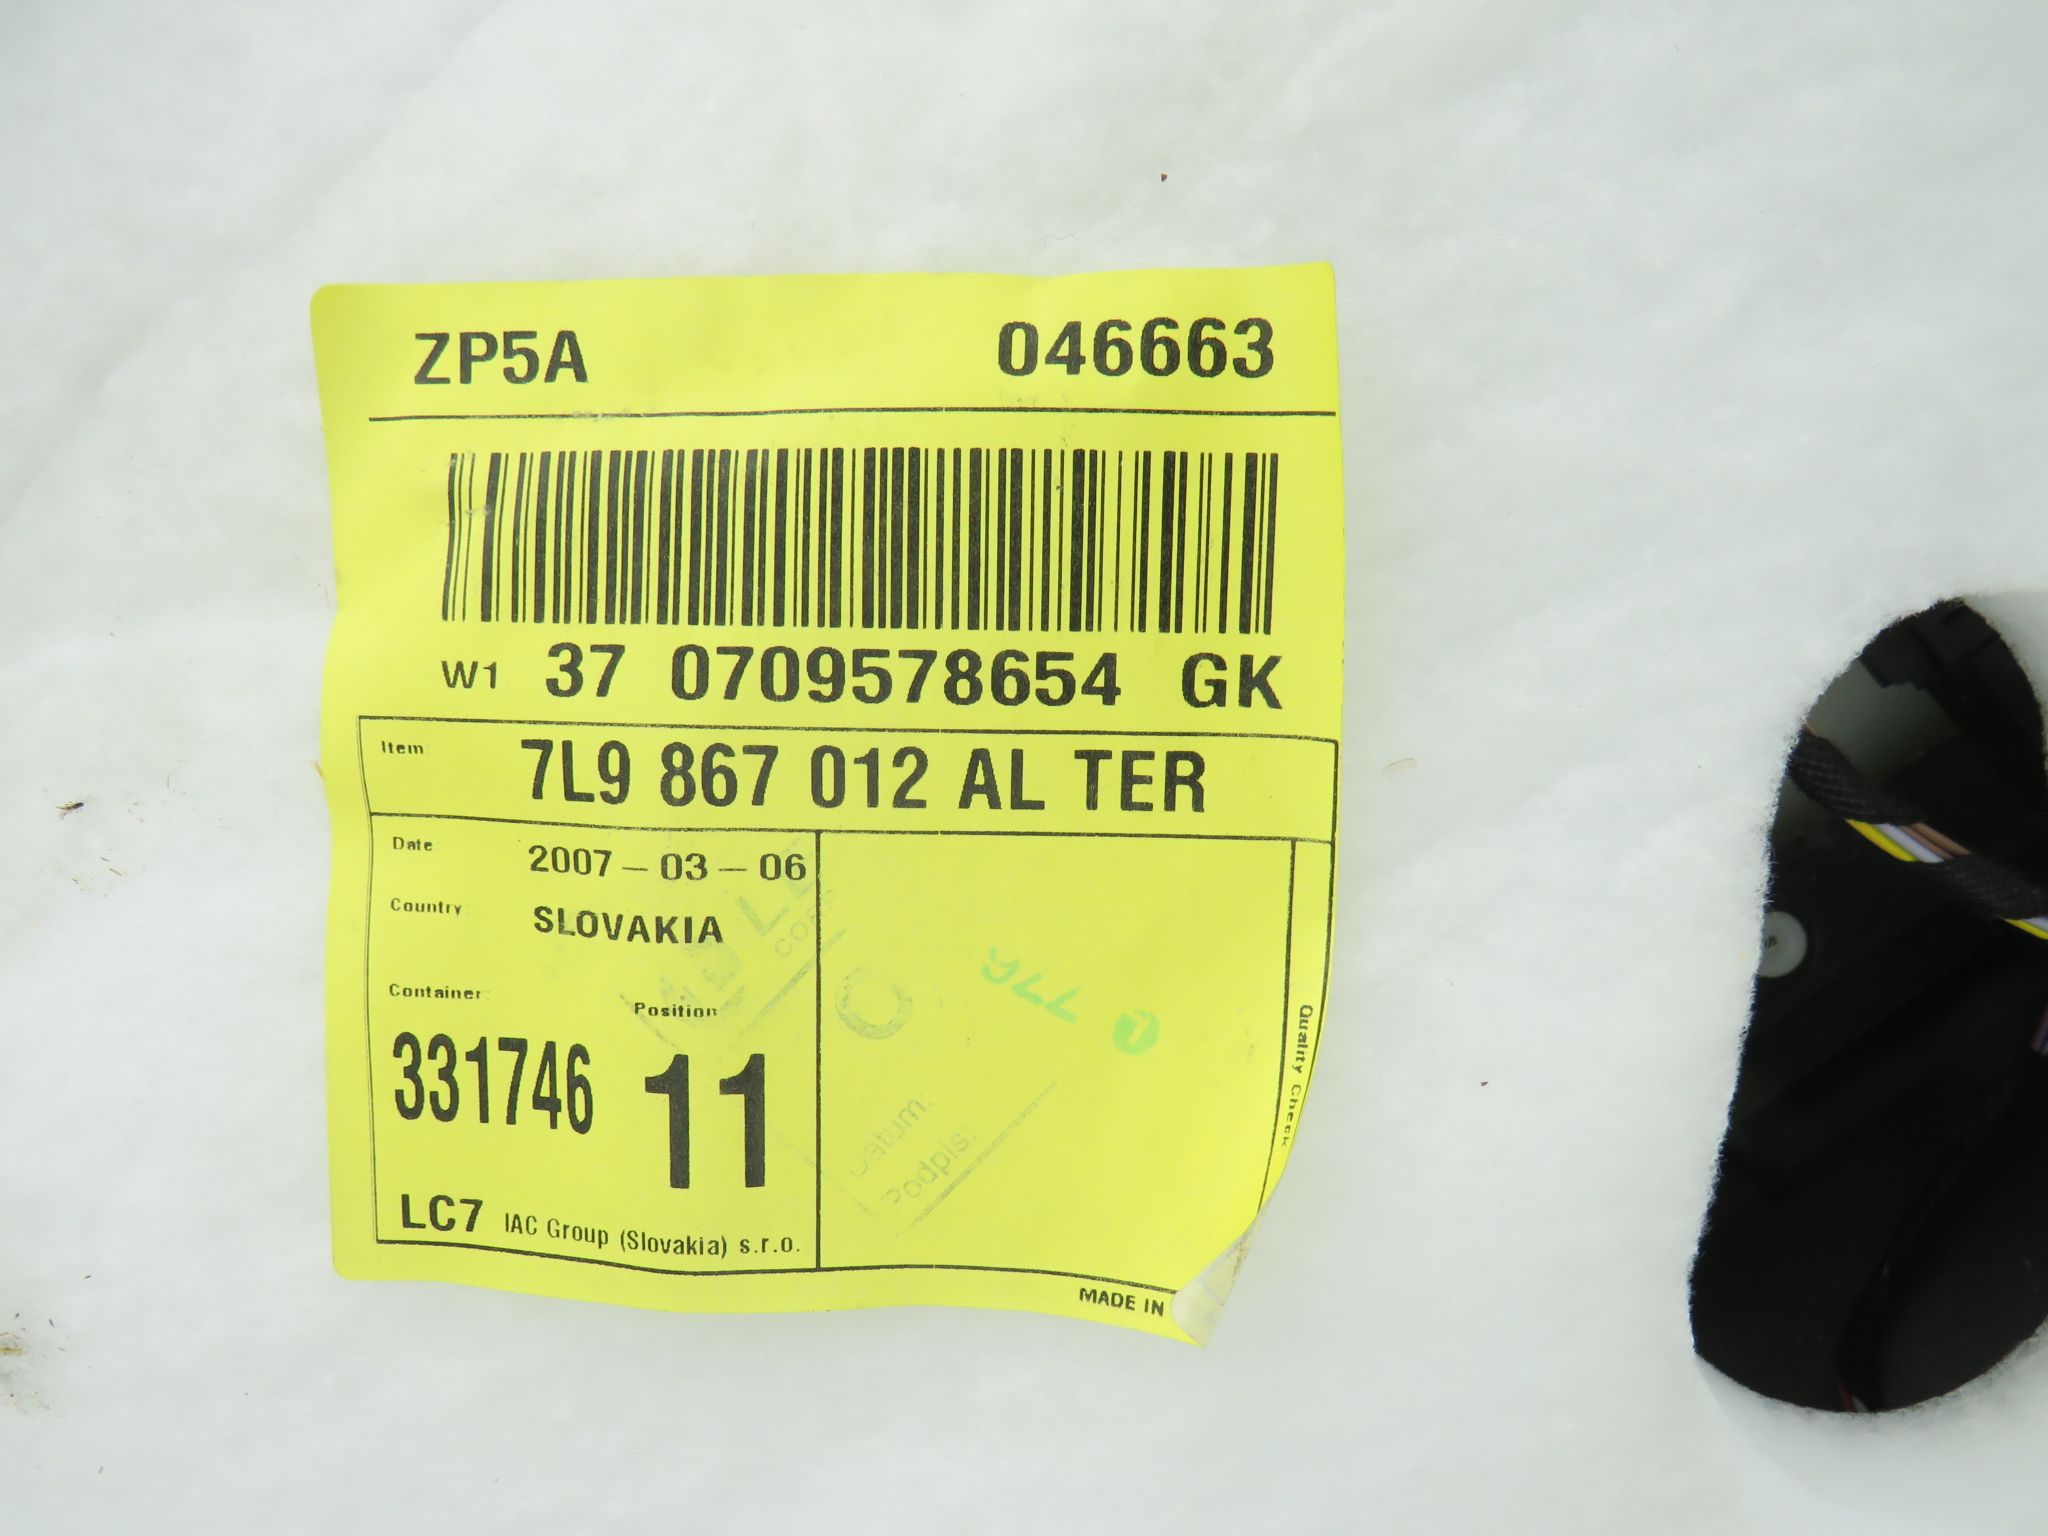 ZP5A 046663
W1 37 0709578654 GK
Item 7L9 867 012 AL TER
Date 2007-03-06
Country SLOVAKIA
Container: Position:
331746 11
LC7 IAC Group (Slovakia) s.r.o.
Datum:
Podpis:
Quality Check
MADE IN